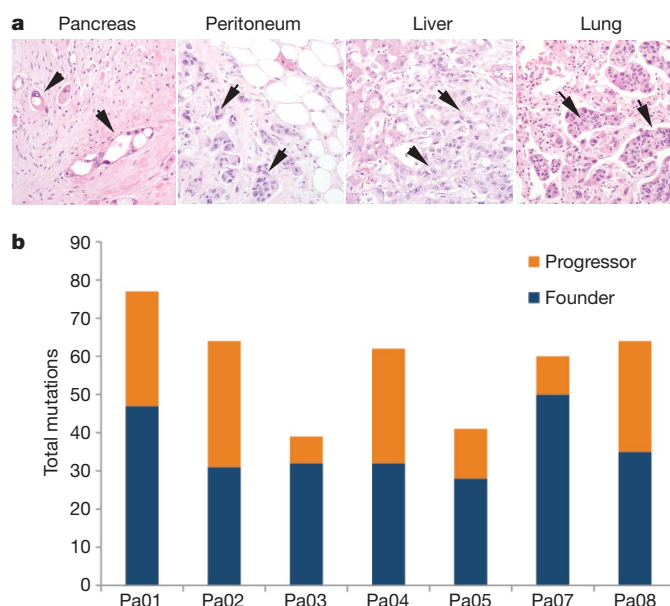 a Pancreas Peritoneum Liver Lung
b
90
80
70
60
50
40
30
20
10
0
Total mutations
Progressor
Founder
Pa01 Pa02 Pa03 Pa04 Pa05 Pa07 Pa08